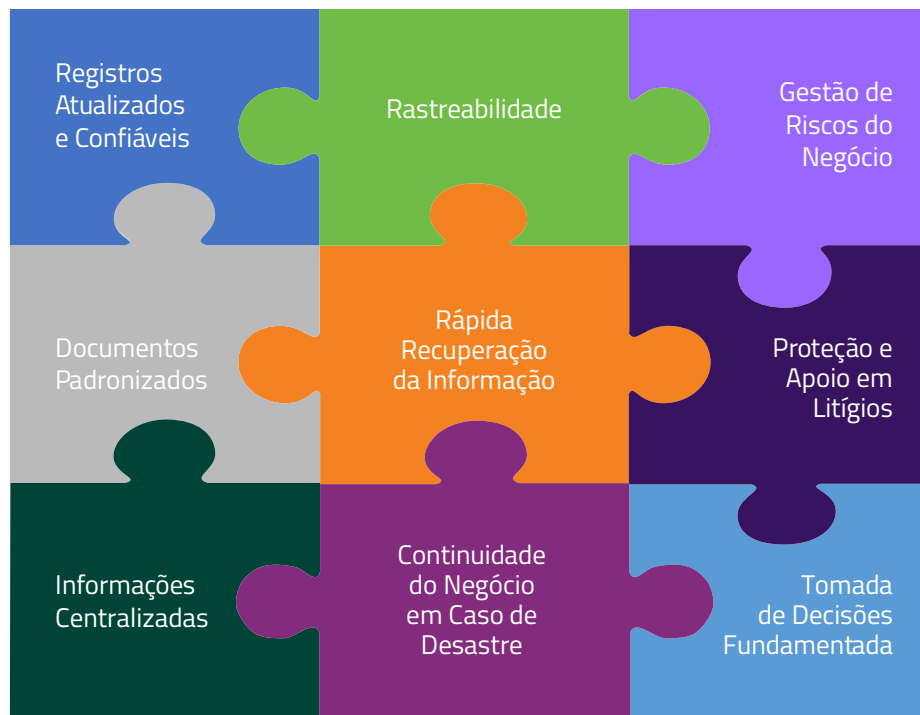 Registros
Atualizados
e Confiáveis
Rastreabilidade
Gestão de
Riscos do
Negócio
Documentos
Padronizados
Rápida
Recuperação
da Informação
Proteção e
Apoio em
Litígios
Informações
Centralizadas
Continuidade
do Negócio
em Caso de
Desastre
Tomada
de Decisões
Fundamentada